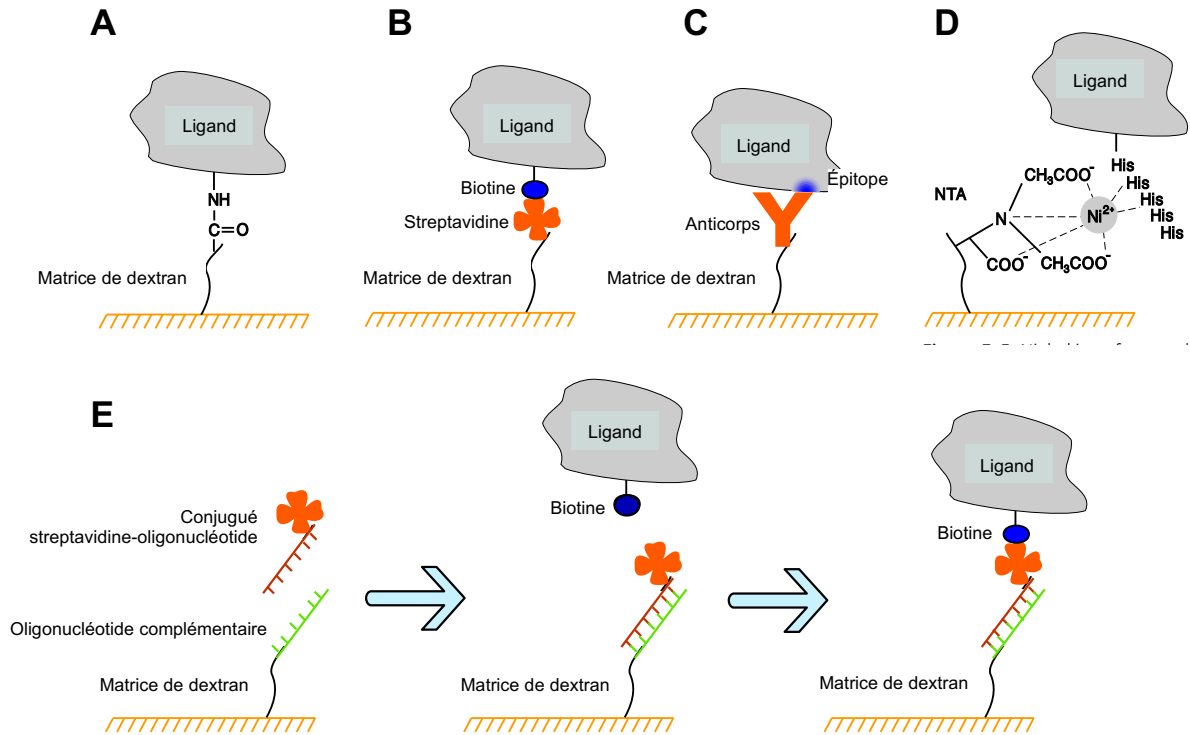 A
B
C
D
Ligand
NH
C=O
Matrice de dextran
Ligand
Biotine
Streptavidine
Matrice de dextran
Ligand
Épitope
Anticorps
Matrice de dextran
Ligand
His
His
His
His
His
CH₃COO⁻
NTA
N
Ni²⁺
COO⁻
CH₃COO⁻
E
Conjugué
streptavidine-oligonucléotide
Oligonucléotide complémentaire
Matrice de dextran
Ligand
Biotine
Matrice de dextran
Ligand
Biotine
Matrice de dextran